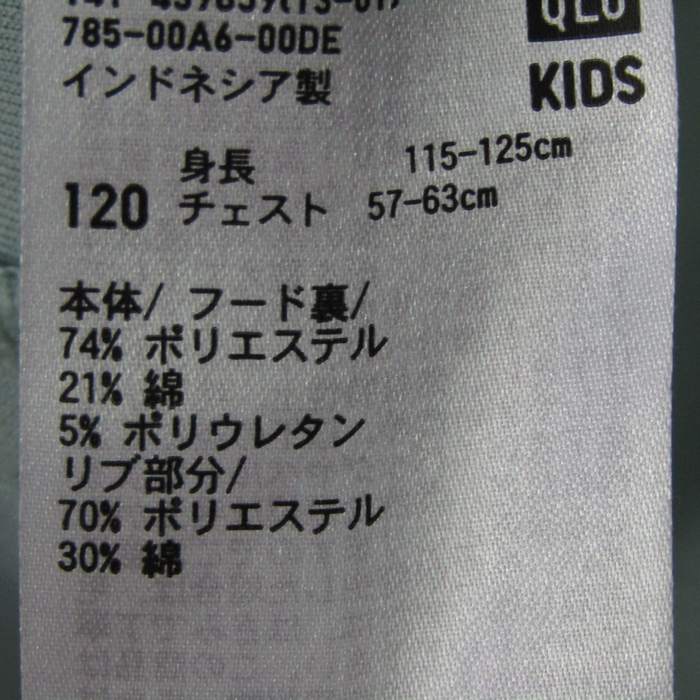 QLO
785-00A6-00DE
インドネシア製
KIDS
身長 115-125cm
120 チェスト 57-63cm
本体/ フード裏/
74% ポリエステル
21% 綿
5% ポリウレタン
リブ部分/
70% ポリエステル
30% 綿